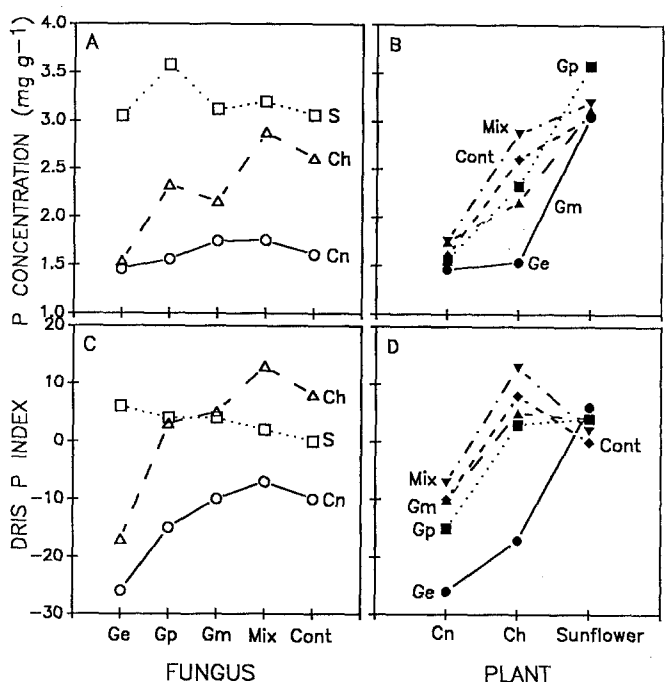 P CONCENTRATION (mg g-1)
4.0
3.5
3.0
2.5
2.0
1.5
1.0
A
S
Ch
Cn
B
Gp
Mix
Cont
Gm
Ge
DRIS P INDEX
20
10
0
-10
-20
-30
C
Ch
S
Cn
Ge Gp Gm Mix Cont
FUNGUS
D
Cont
Mix
Gm
Gp
Ge
Cn Ch Sunflower
PLANT